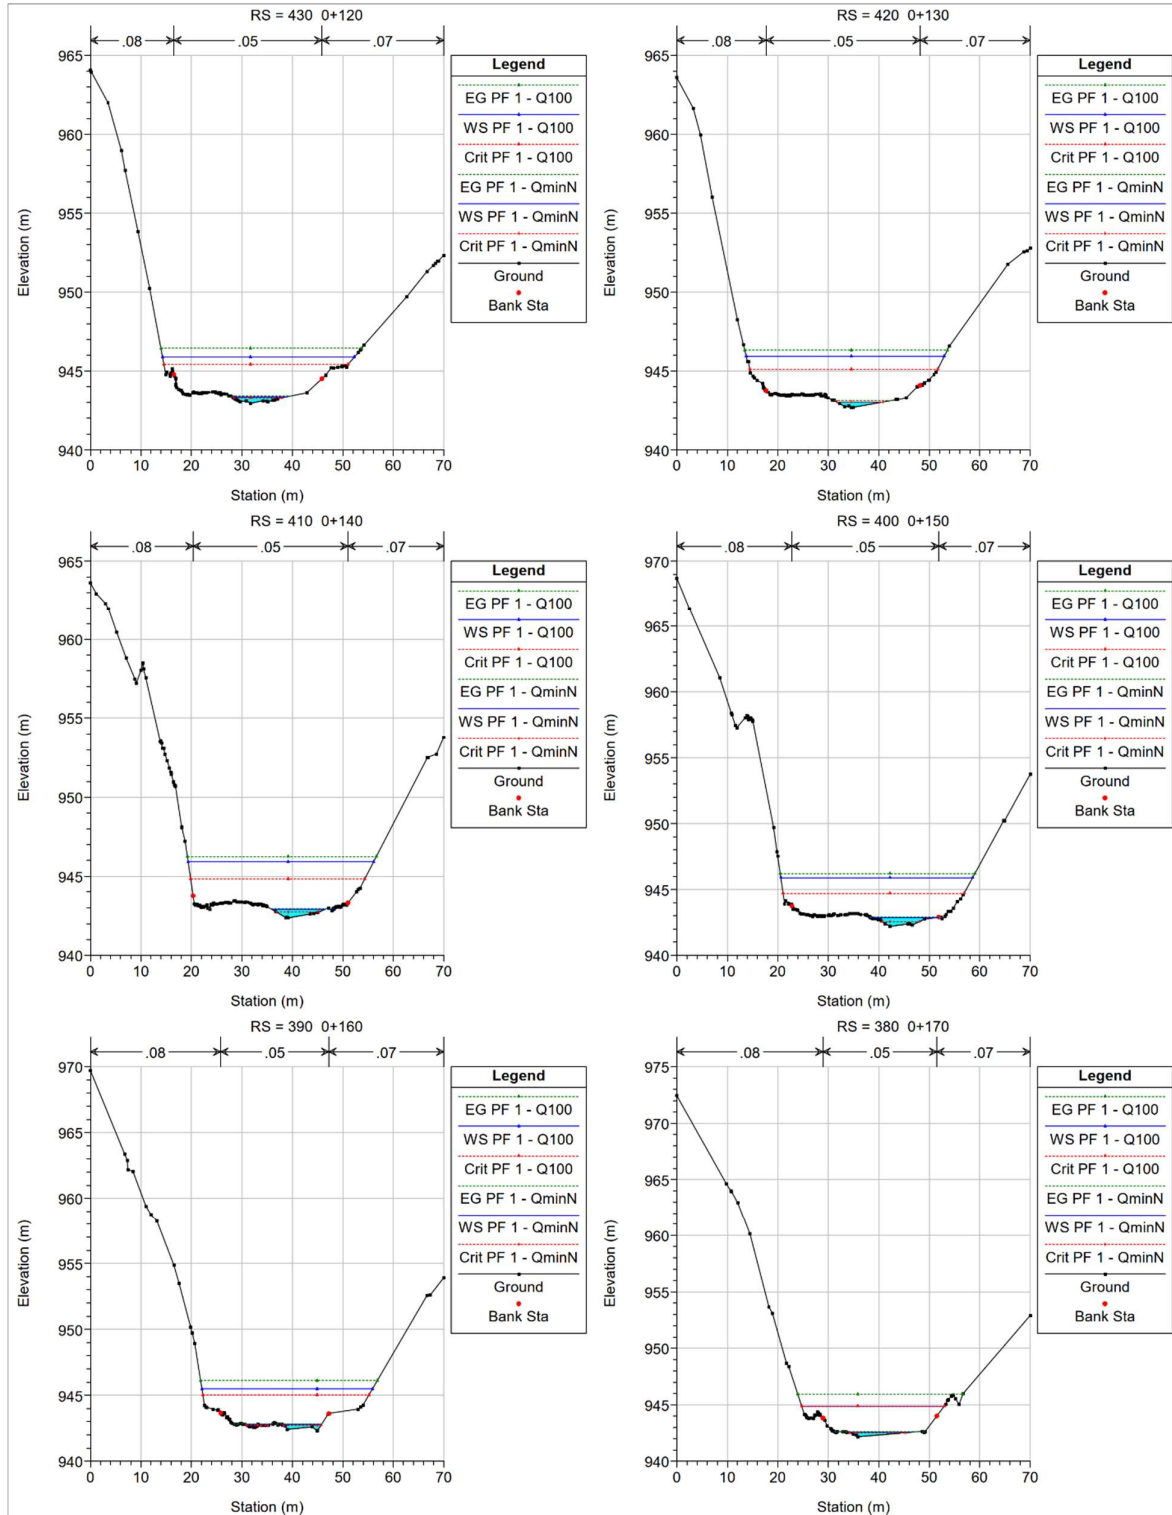 RS = 430 0+120
.08 .05 .07
965
960
955
950
945
940
Elevation (m)
0 10 20 30 40 50 60 70
Station (m)
Legend
EG PF 1 - Q100
WS PF 1 - Q100
Crit PF 1 - Q100
EG PF 1 - QminN
WS PF 1 - QminN
Crit PF 1 - QminN
Ground
Bank Sta
RS = 420 0+130
.08 .05 .07
965
960
955
950
945
940
Elevation (m)
0 10 20 30 40 50 60 70
Station (m)
Legend
EG PF 1 - Q100
WS PF 1 - Q100
Crit PF 1 - Q100
EG PF 1 - QminN
WS PF 1 - QminN
Crit PF 1 - QminN
Ground
Bank Sta
RS = 410 0+140
.08 .05 .07
965
960
955
950
945
940
Elevation (m)
0 10 20 30 40 50 60 70
Station (m)
Legend
EG PF 1 - Q100
WS PF 1 - Q100
Crit PF 1 - Q100
EG PF 1 - QminN
WS PF 1 - QminN
Crit PF 1 - QminN
Ground
Bank Sta
RS = 400 0+150
.08 .05 .07
970
965
960
955
950
945
940
Elevation (m)
0 10 20 30 40 50 60 70
Station (m)
Legend
EG PF 1 - Q100
WS PF 1 - Q100
Crit PF 1 - Q100
EG PF 1 - QminN
WS PF 1 - QminN
Crit PF 1 - QminN
Ground
Bank Sta
RS = 390 0+160
.08 .05 .07
970
965
960
955
950
945
940
Elevation (m)
0 10 20 30 40 50 60 70
Station (m)
Legend
EG PF 1 - Q100
WS PF 1 - Q100
Crit PF 1 - Q100
EG PF 1 - QminN
WS PF 1 - QminN
Crit PF 1 - QminN
Ground
Bank Sta
RS = 380 0+170
.08 .05 .07
975
970
965
960
955
950
945
940
Elevation (m)
0 10 20 30 40 50 60 70
Station (m)
Legend
EG PF 1 - Q100
WS PF 1 - Q100
Crit PF 1 - Q100
EG PF 1 - QminN
WS PF 1 - QminN
Crit PF 1 - QminN
Ground
Bank Sta